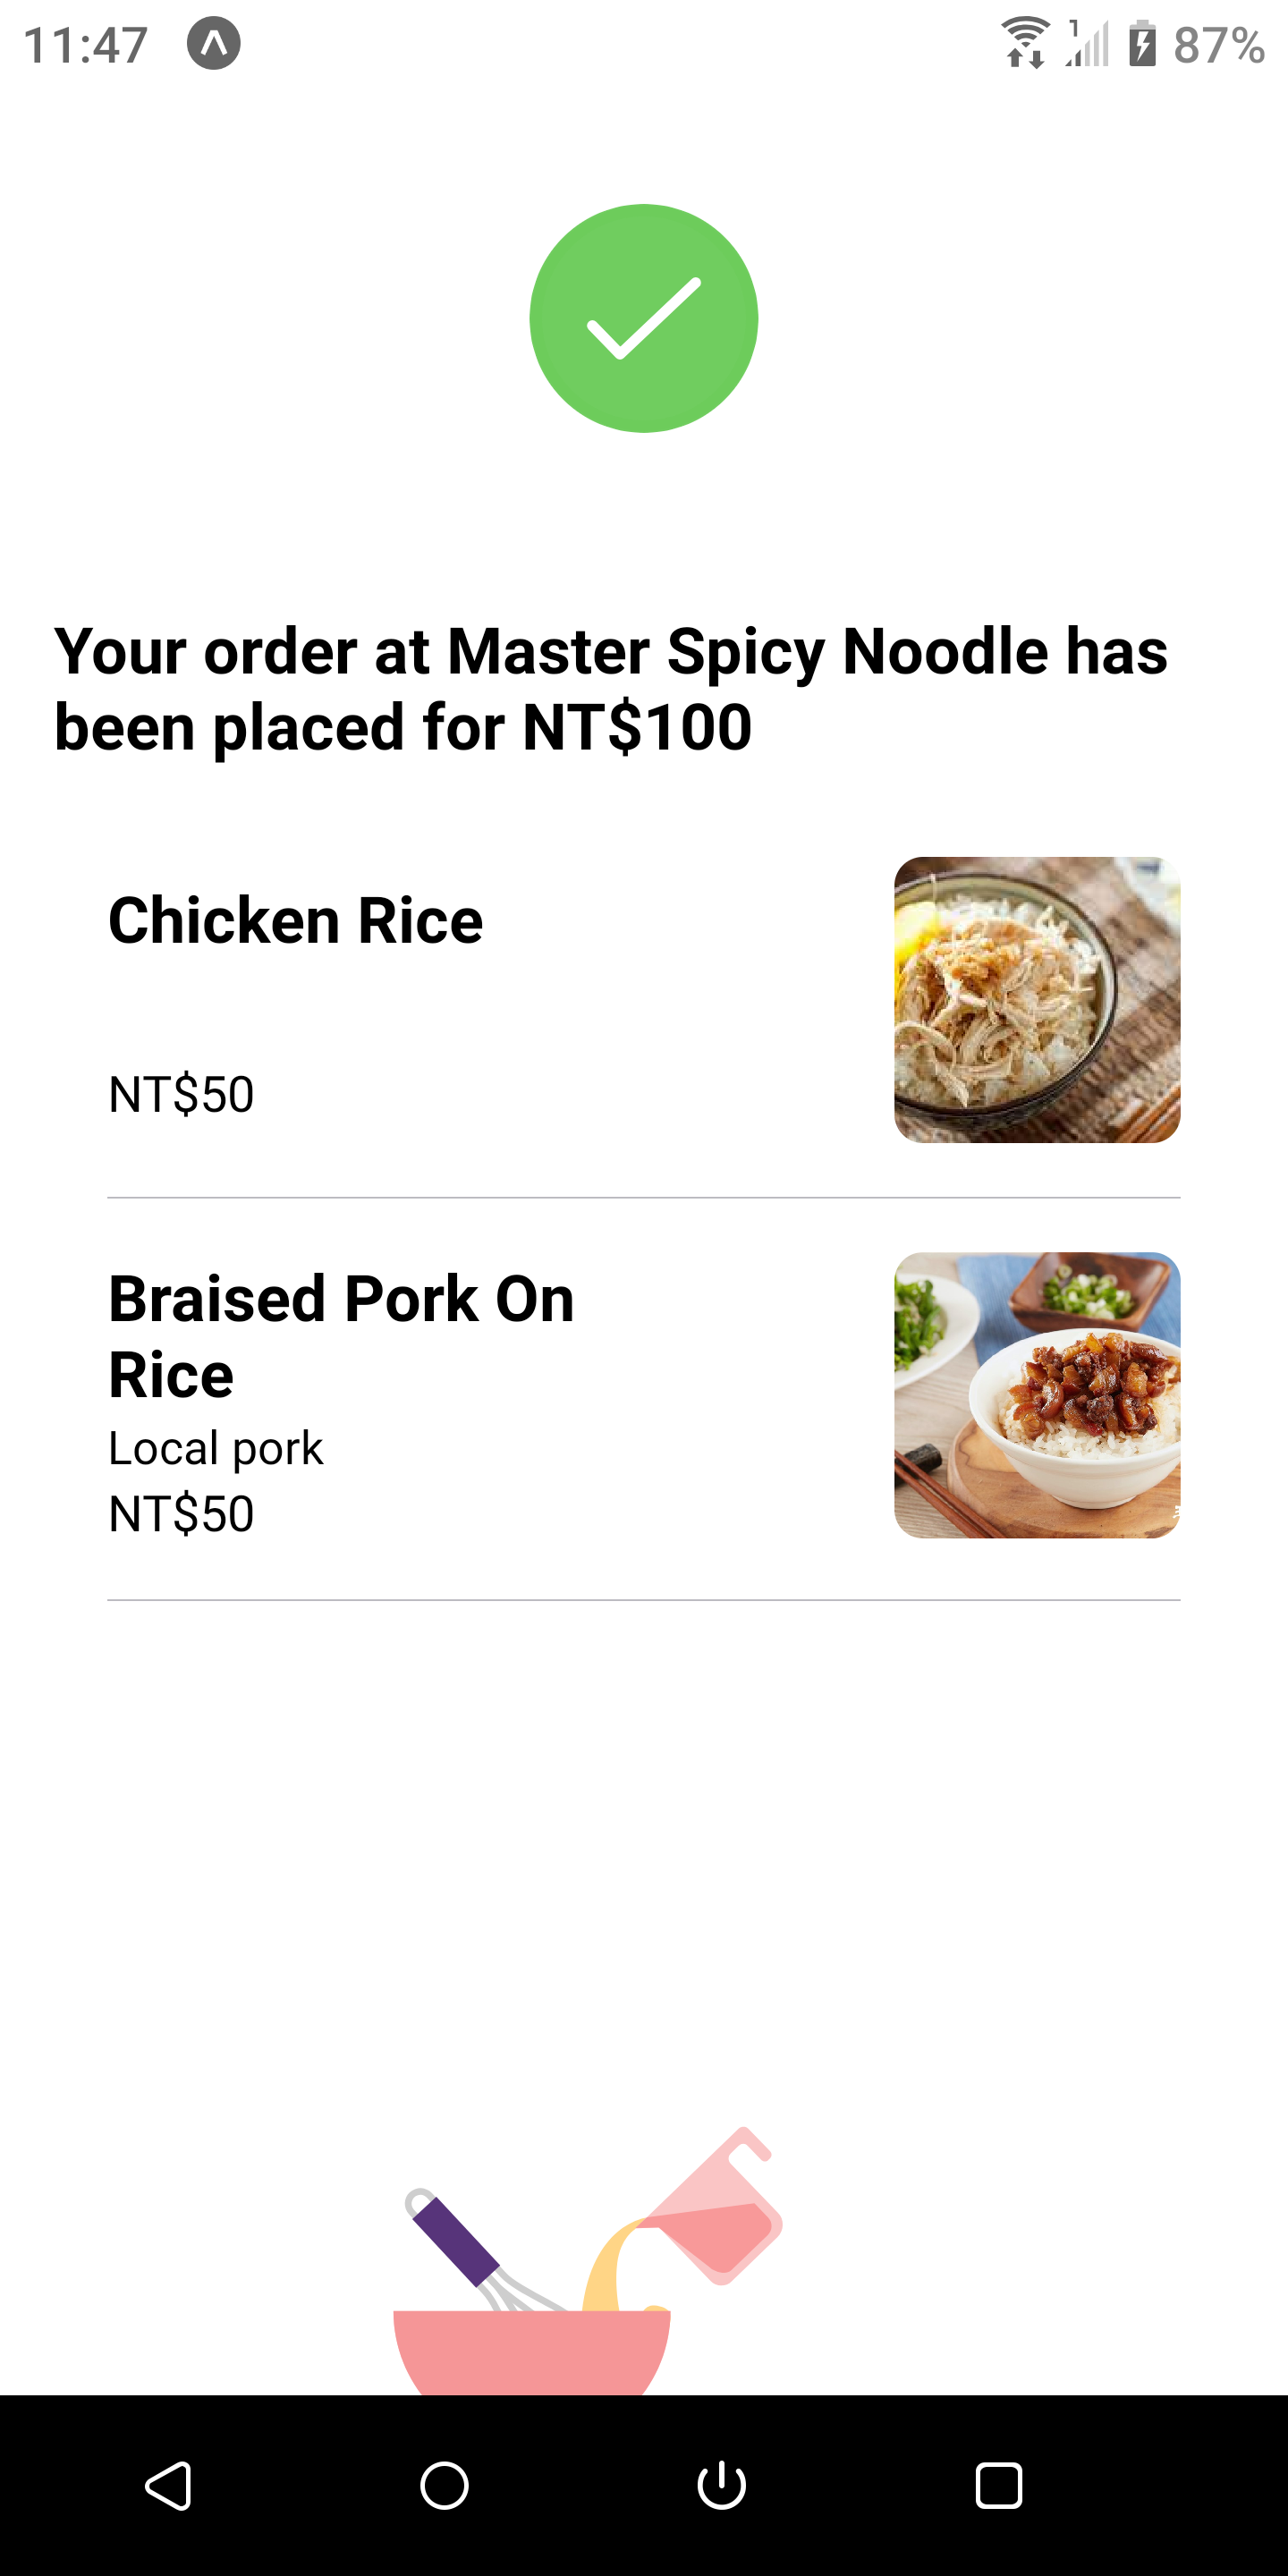 11:47
1
87%
Your order at Master Spicy Noodle has
been placed for NT$100
Chicken Rice
NT$50
Braised Pork On
Rice
Local pork
NT$50